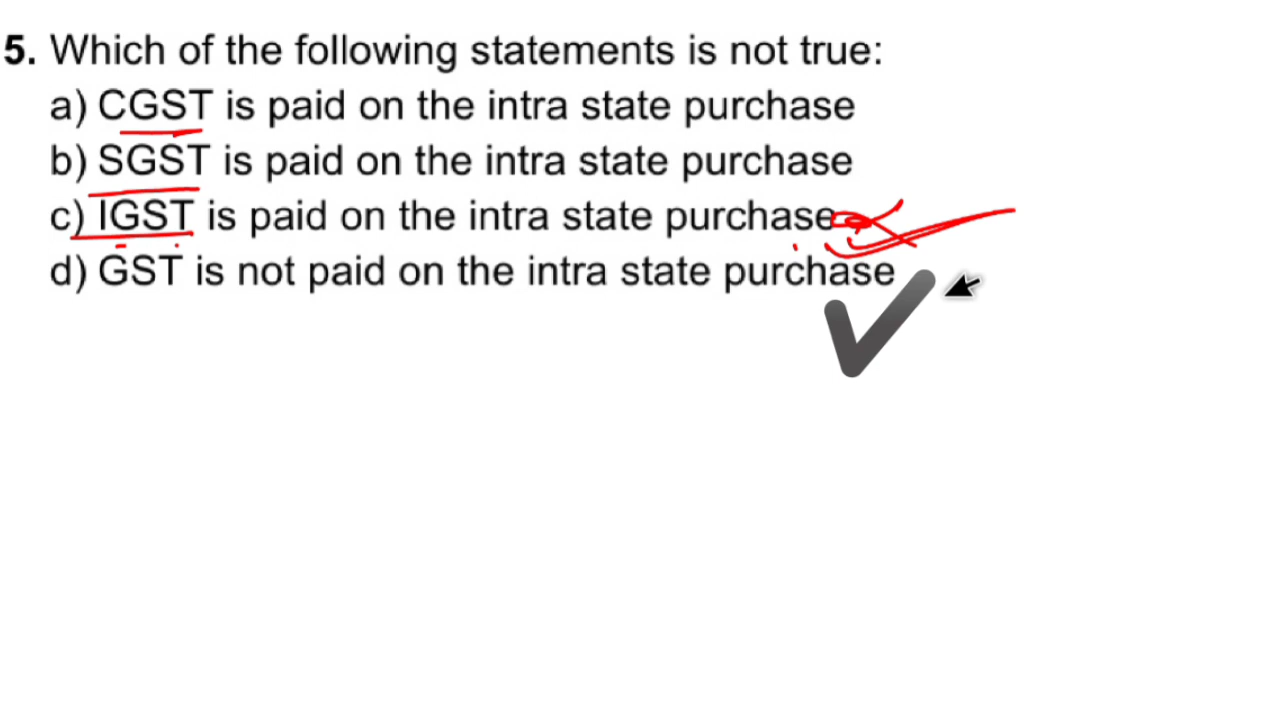 5. Which of the following statements is not true:
a) CGST is paid on the intra state purchase
b) SGST is paid on the intra state purchase
c) IGST is paid on the intra state purchase
d) GST is not paid on the intra state purchase